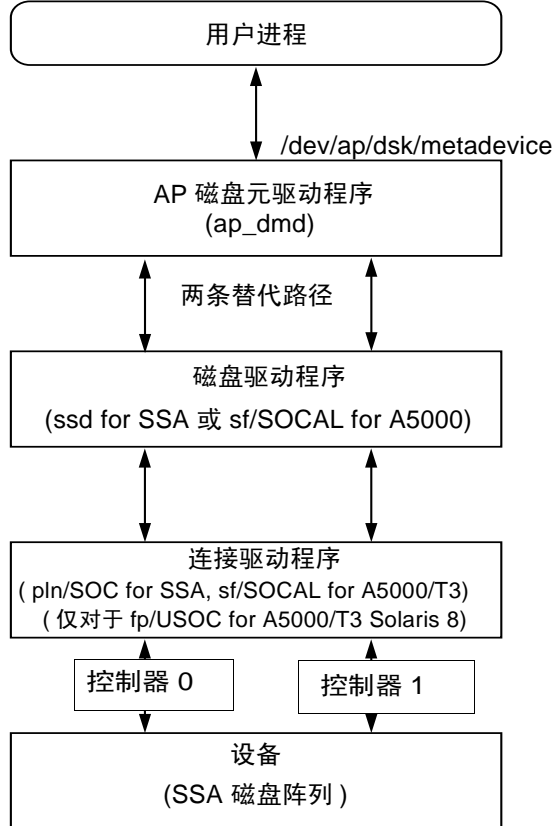 用户进程
/dev/ap/dsk/metadevice
AP 磁盘元驱动程序
(ap_dmd)
两条替代路径
磁盘驱动程序
(ssd for SSA 或 sf/SOCAL for A5000)
连接驱动程序
( pln/SOC for SSA, sf/SOCAL for A5000/T3)
( 仅对于 fp/USOC for A5000/T3 Solaris 8)
控制器 0
控制器 1
设备
(SSA 磁盘阵列 )